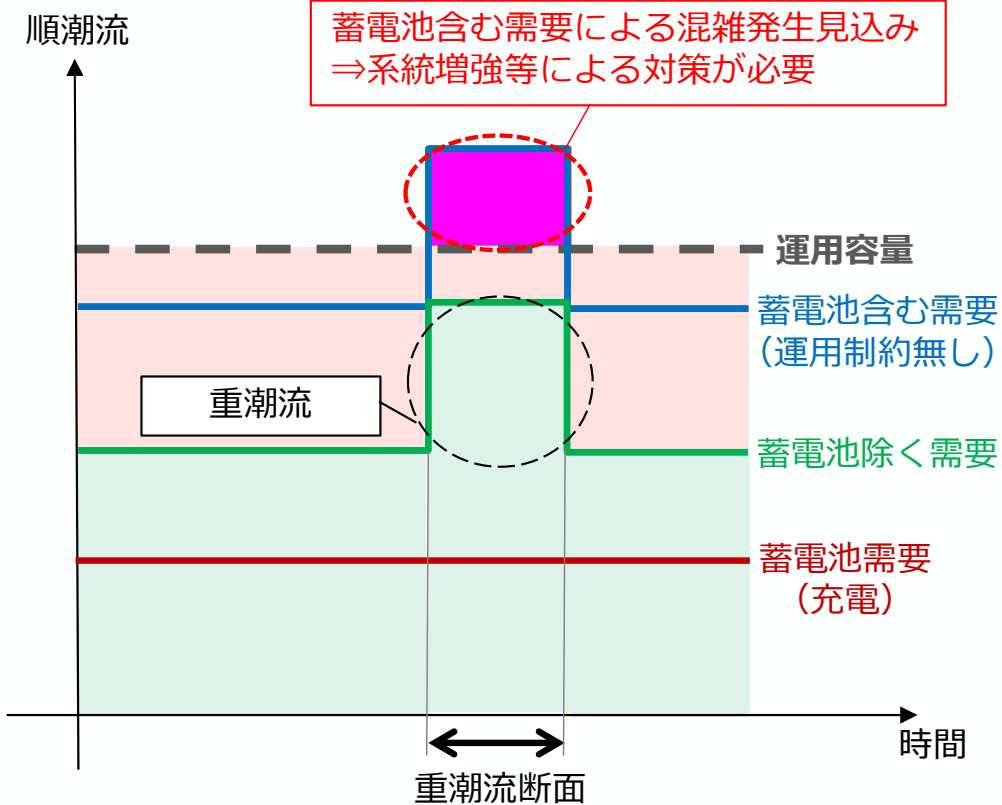 順潮流
蓄電池含む需要による混雑発生見込み
⇒系統増強等による対策が必要
運用容量
蓄電池含む需要
（運用制約無し）
重潮流
蓄電池除く需要
蓄電池需要
（充電）
時間
重潮流断面